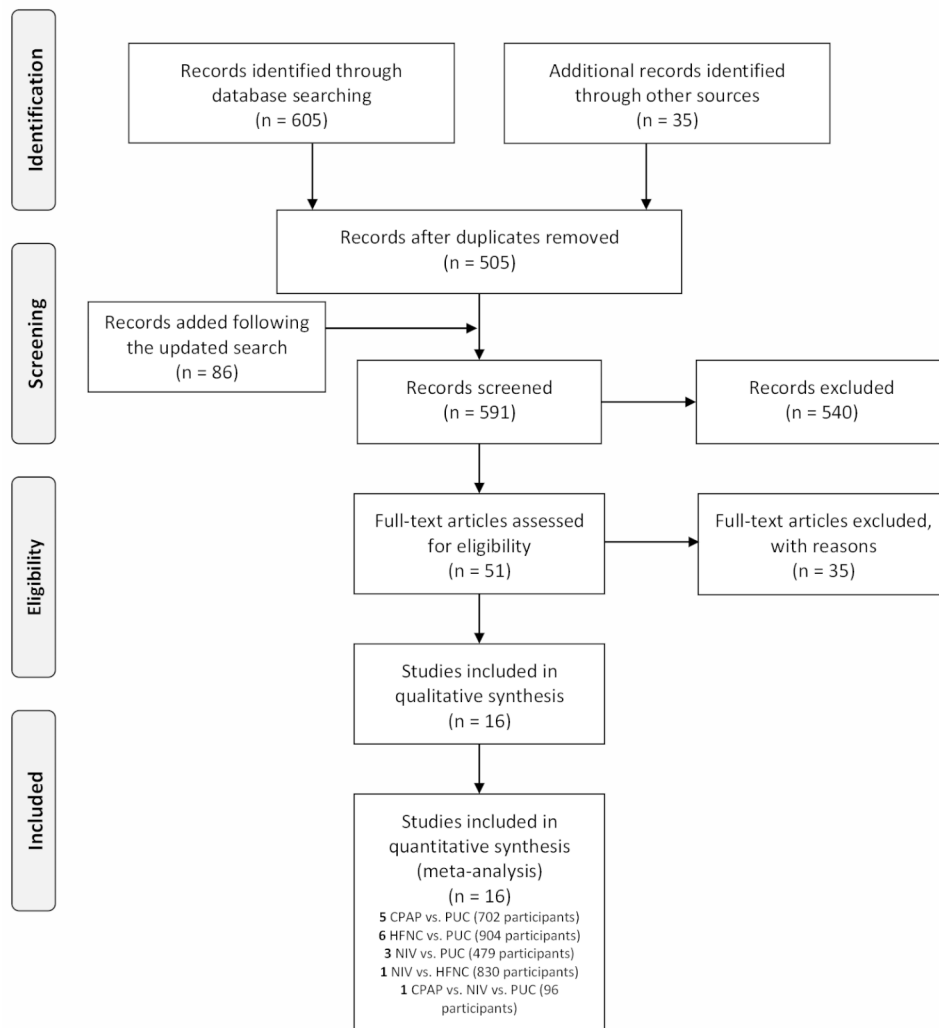 Identification
Records identified through
database searching
(n = 605)
Additional records identified
through other sources
(n = 35)
Records after duplicates removed
(n = 505)
Screening
Records added following
the updated search
(n = 86)
Records screened
(n = 591)
Records excluded
(n = 540)
Eligibility
Full-text articles assessed
for eligibility
(n = 51)
Full-text articles excluded,
with reasons
(n = 35)
Studies included in
qualitative synthesis
(n = 16)
Included
Studies included in
quantitative synthesis
(meta-analysis)
(n = 16)
5 CPAP vs. PUC (702 participants)
6 HFNC vs. PUC (904 participants)
3 NIV vs. PUC (479 participants)
1 NIV vs. HFNC (830 participants)
1 CPAP vs. NIV vs. PUC (96
participants)